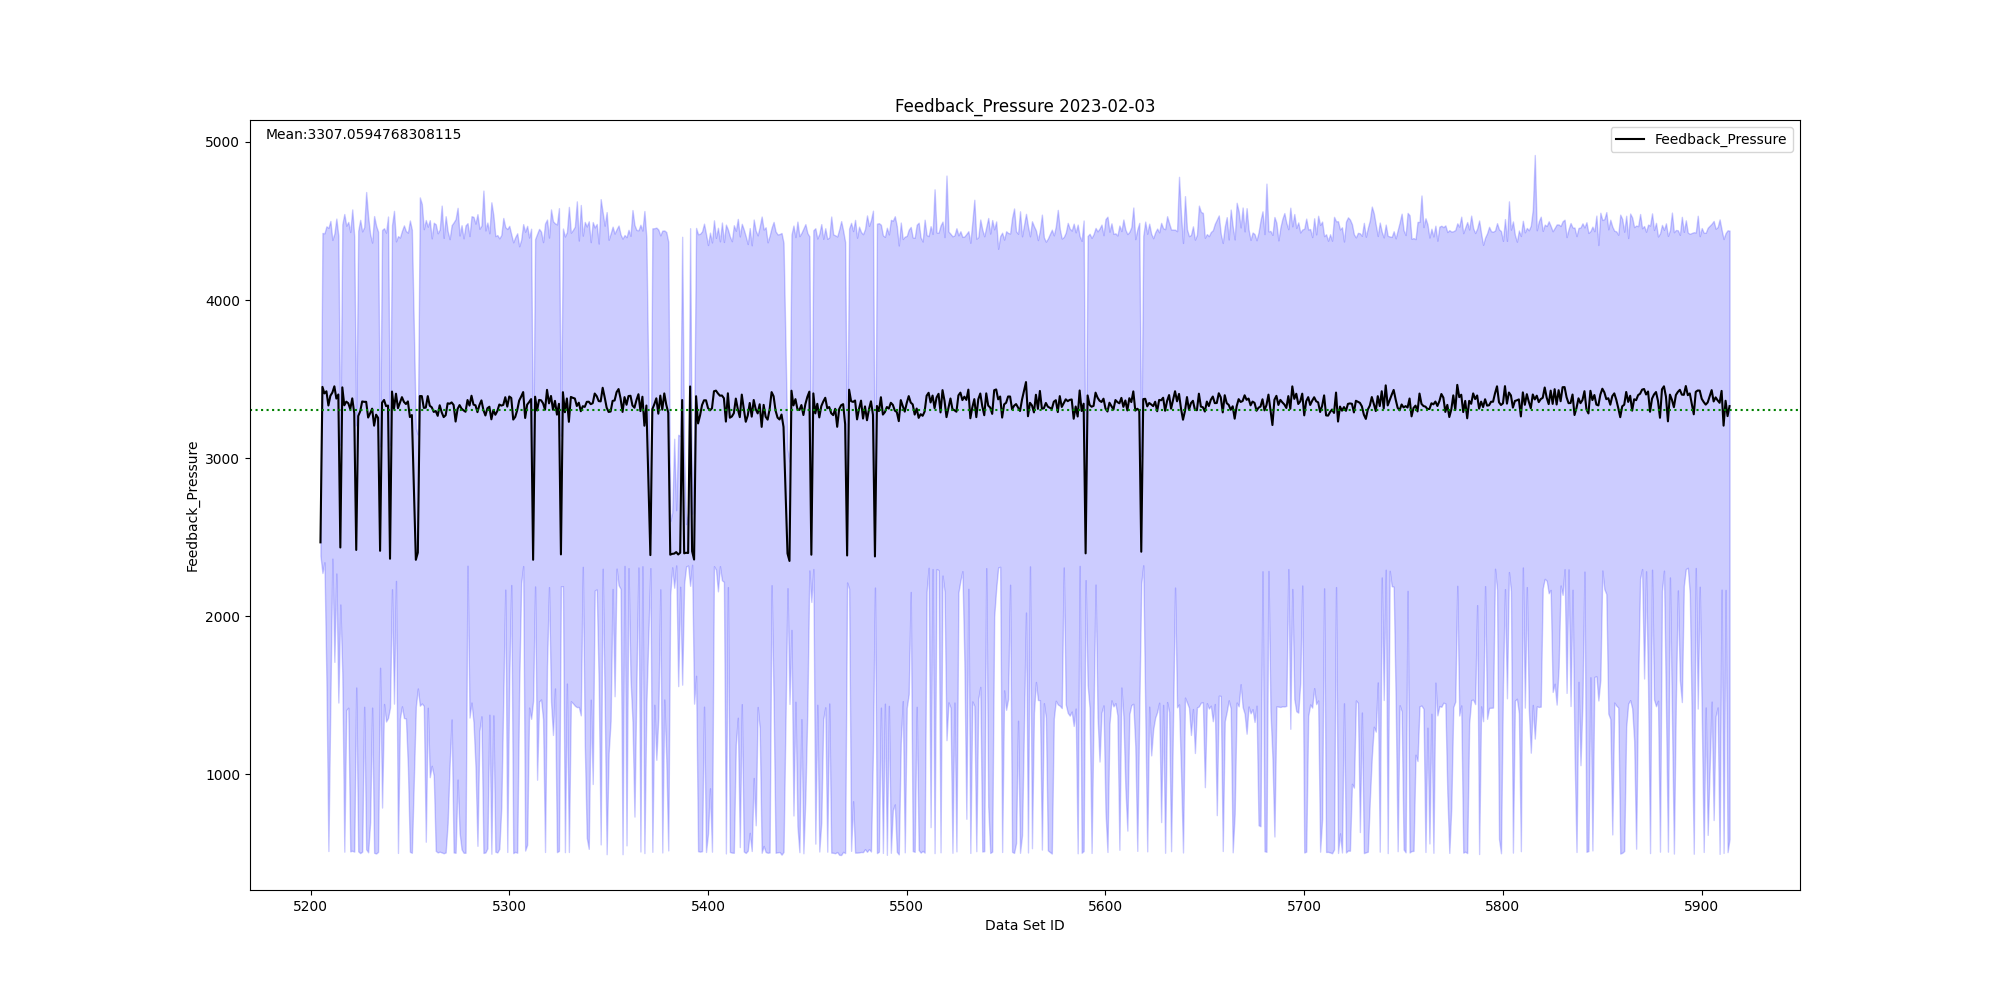 Feedback_Pressure 2023-02-03
Mean:3307.0594768308115
Feedback_Pressure
5000
4000
3000
2000
1000
Feedback_Pressure
5200 5300 5400 5500 5600 5700 5800 5900
Data Set ID